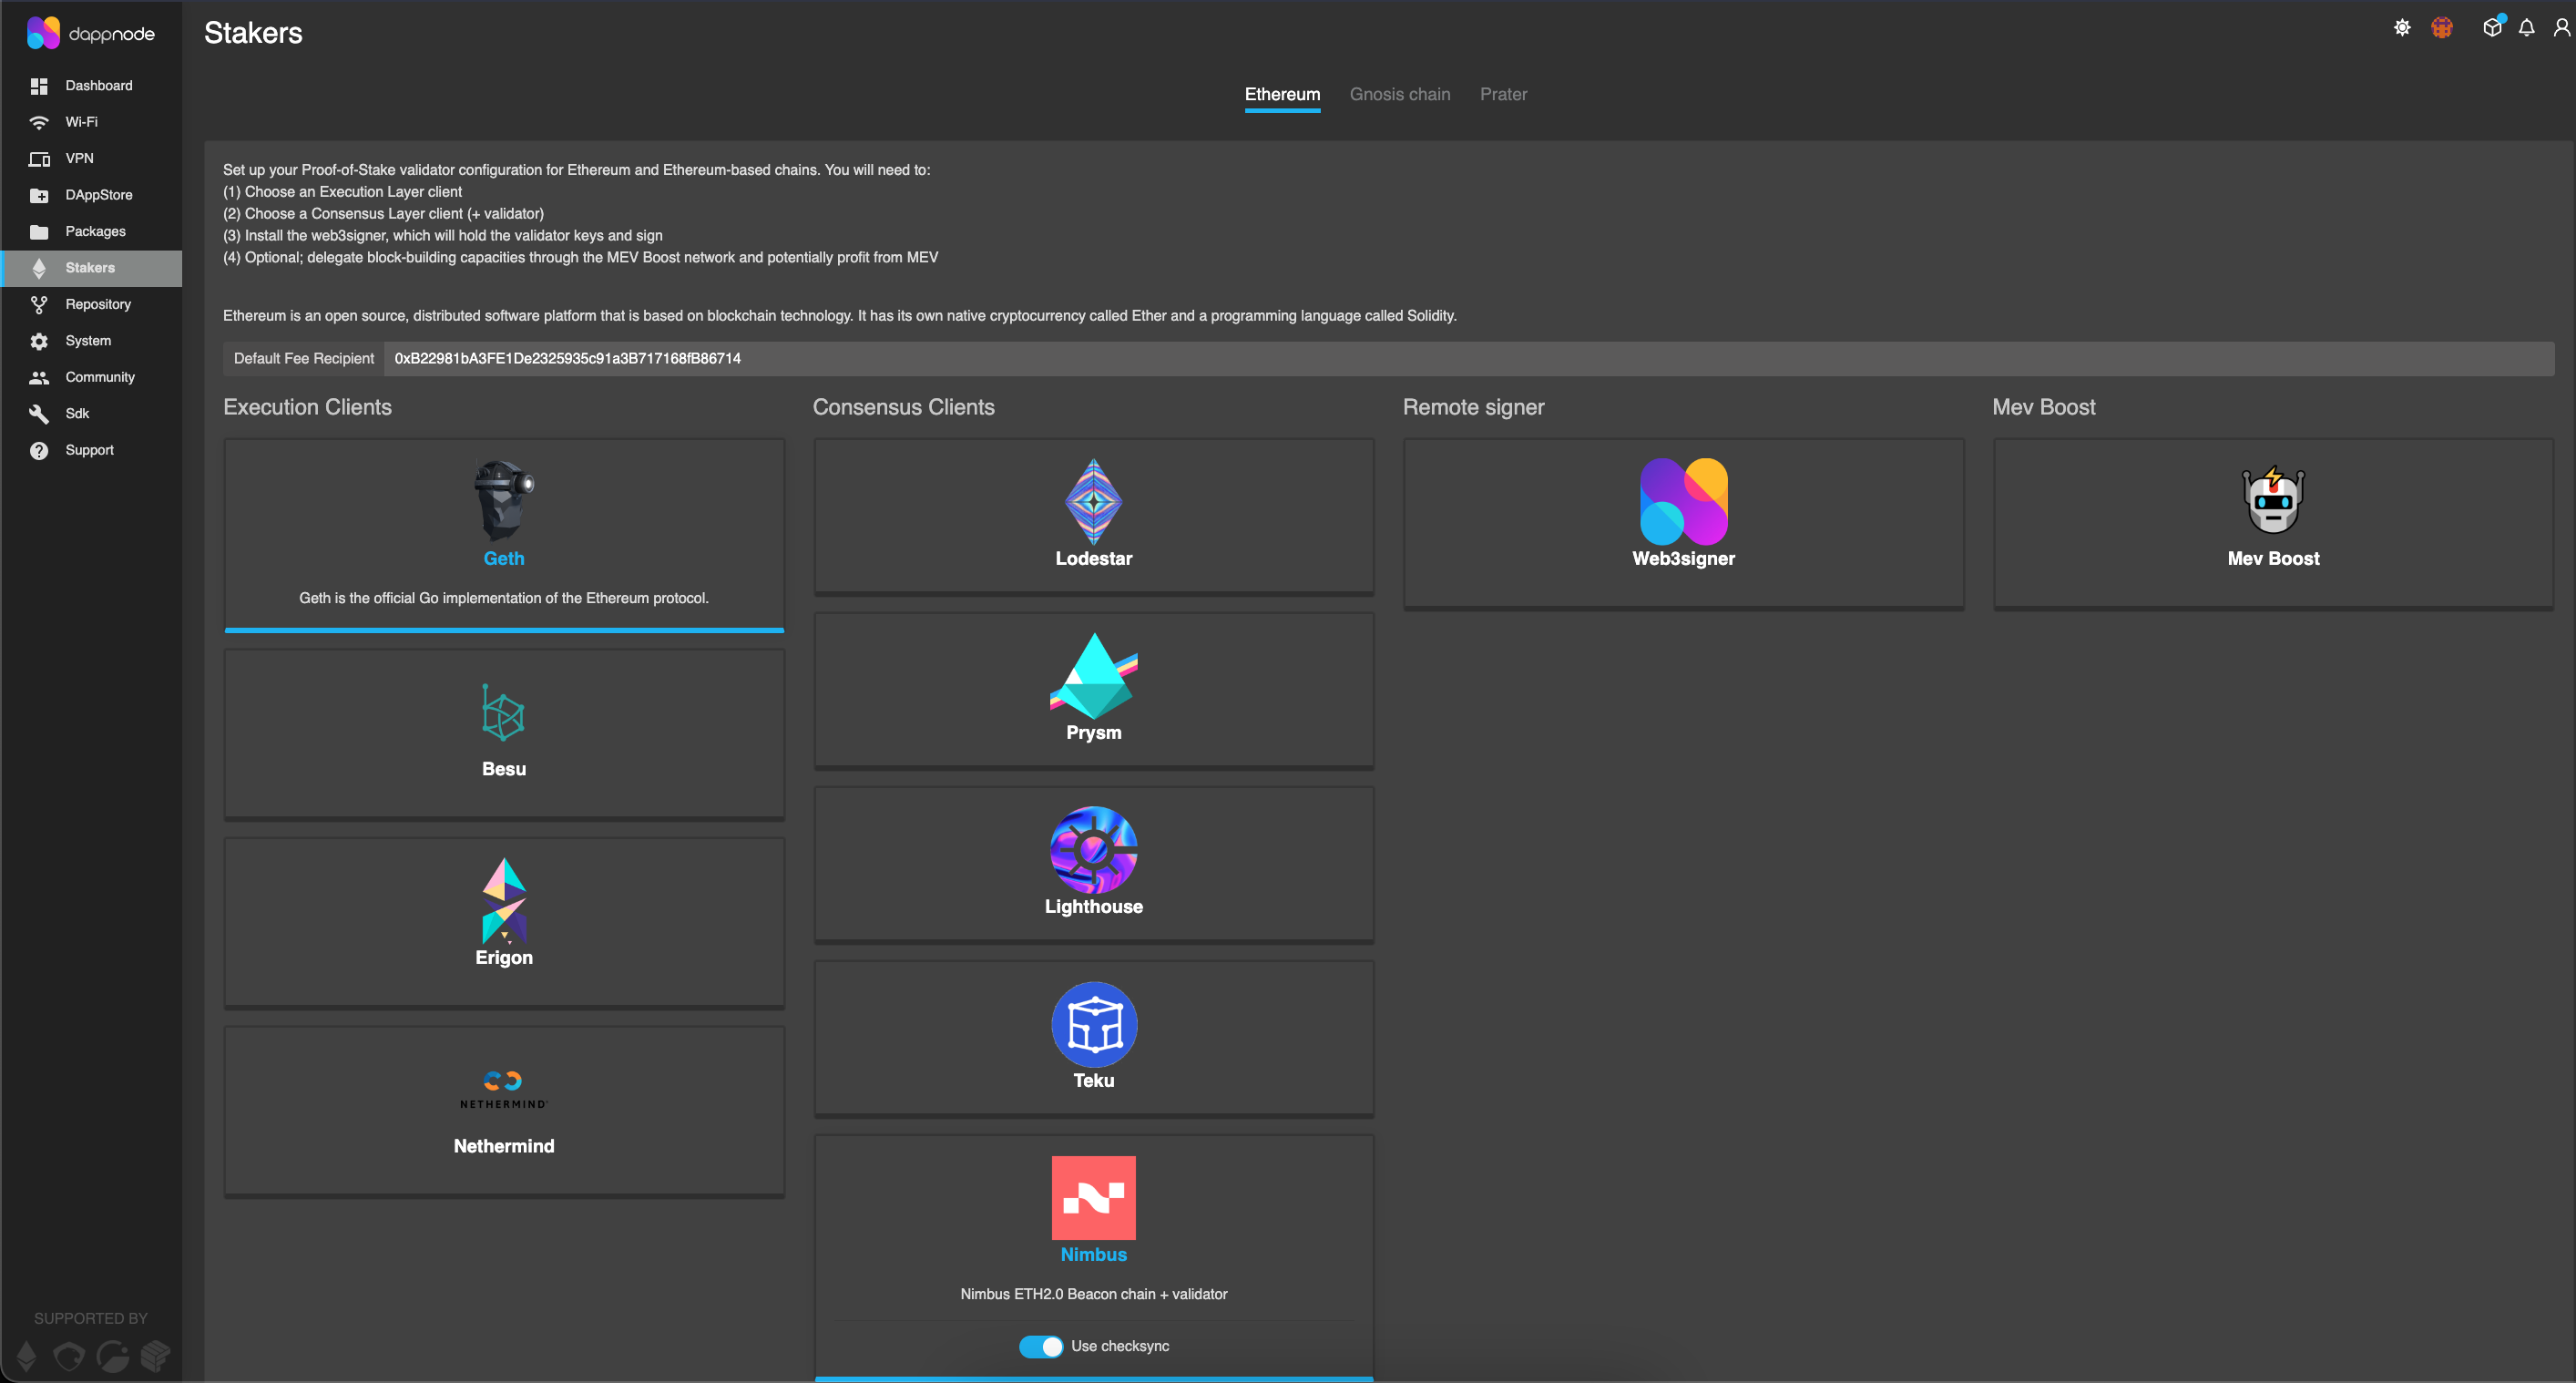 dappnode
Stakers
Dashboard
Wi-Fi
VPN
DAppStore
Packages
Stakers
Repository
System
Community
Sdk
Support
SUPPORTED BY
Ethereum
Gnosis chain
Prater
Set up your Proof-of-Stake validator configuration for Ethereum and Ethereum-based chains. You will need to:
(1) Choose an Execution Layer client
(2) Choose a Consensus Layer client (+ validator)
(3) Install the web3signer, which will hold the validator keys and sign
(4) Optional; delegate block-building capacities through the MEV Boost network and potentially profit from MEV
Ethereum is an open source, distributed software platform that is based on blockchain technology. It has its own native cryptocurrency called Ether and a programming language called Solidity.
Default Fee Recipient
0xB22981bA3FE1De2325935c91a3B717168fB86714
Execution Clients
Geth
Geth is the official Go implementation of the Ethereum protocol.
Besu
Erigon
NETHERMIND
Nethermind
Consensus Clients
Lodestar
Prysm
Lighthouse
Teku
Nimbus
Nimbus ETH2.0 Beacon chain + validator
Use checksync
Remote signer
Web3signer
Mev Boost
Mev Boost